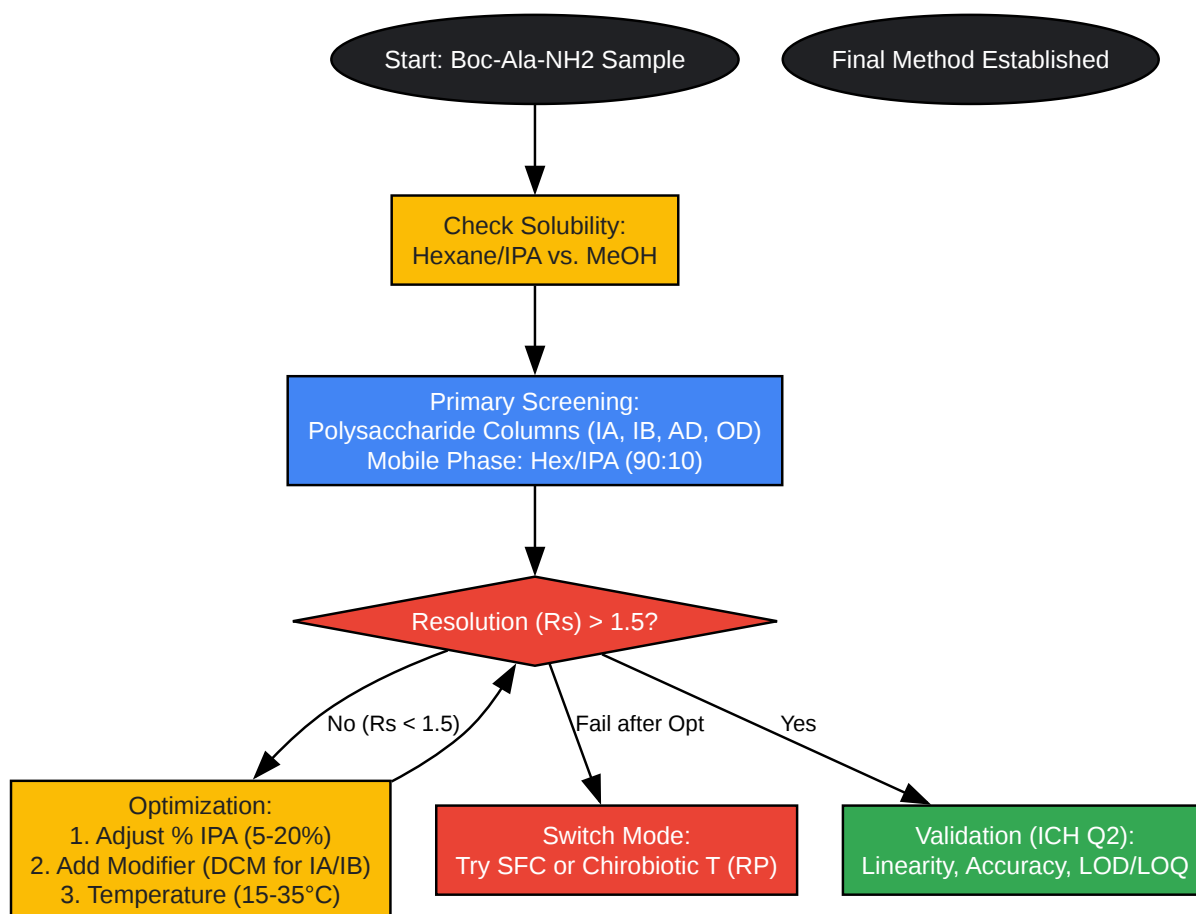 Start: Boc-Ala-NH2 Sample
Final Method Established
Check Solubility:
Hexane/IPA vs. MeOH
Primary Screening:
Polysaccharide Columns (IA, IB, AD, OD)
Mobile Phase: Hex/IPA (90:10)
Resolution (Rs) > 1.5?
No (Rs < 1.5)
Fail after Opt
Yes
Optimization:
1. Adjust % IPA (5-20%)
2. Add Modifier (DCM for IA/IB)
3. Temperature (15-35°C)
Switch Mode:
Try SFC or Chirobiotic T (RP)
Validation (ICH Q2):
Linearity, Accuracy, LOD/LOQ